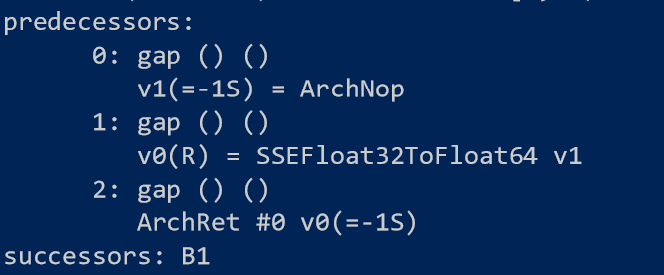 predecessors:
0: gap () ()
v1(=-1S) = ArchNop
1: gap () ()
v0(R) = SSEFloat32ToFloat64 v1
2: gap () ()
ArchRet #0 v0(=-1S)
successors: B1